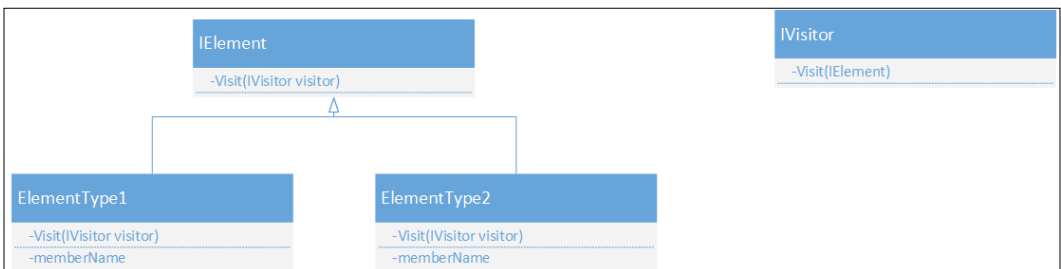 IElement
-Visit(IVisitor visitor)
IVisitor
-Visit(IElement)
ElementType1
-Visit(IVisitor visitor)
-memberName
ElementType2
-Visit(IVisitor visitor)
-memberName